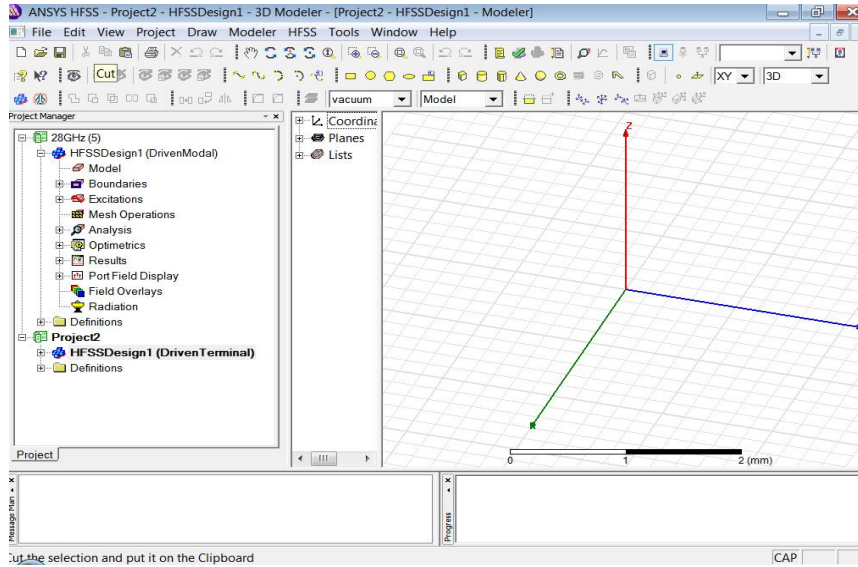 ANSYS HFSS - Project2 - HFSSDesign1 - 3D Modeler - [Project2 - HFSSDesign1 - Modeler]
File Edit View Project Draw Modeler HFSS Tools Window Help
Cut XY 3D
vacuum Model
Project Manager
28GHz (5)
HFSSDesign1 (DrivenModal)
Model
Boundaries
Excitations
Mesh Operations
Analysis
Optimetrics
Results
Port Field Display
Field Overlays
Radiation
Definitions
Project2
HFSSDesign1 (DrivenTerminal)
Definitions
Project
Coordina
Planes
Lists
Z
0 1 2 (mm)
Message Man
Progress
Cut the selection and put it on the Clipboard
CAP